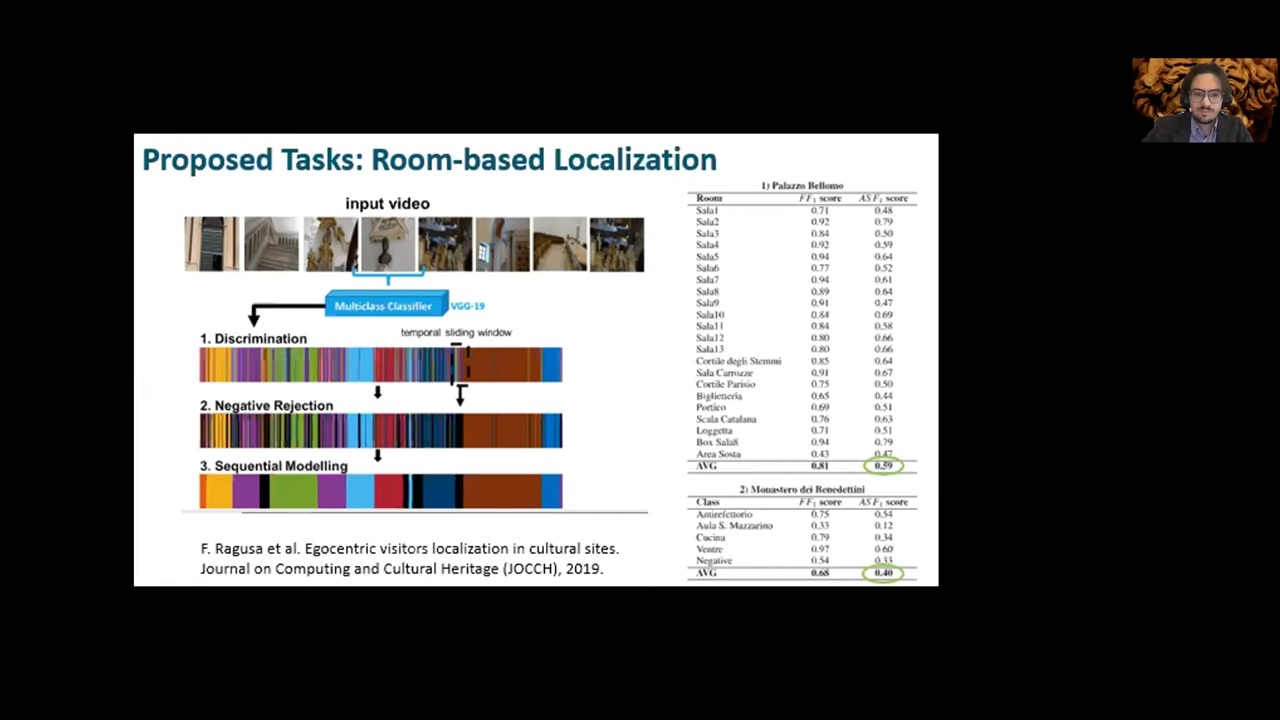 Proposed Tasks: Room-based Localization
input video
Multiclass Classifier VGG-19
temporal sliding window
1. Discrimination
2. Negative Rejection
3. Sequential Modelling
F. Ragusa et al. Egocentric visitors localization in cultural sites.
Journal on Computing and Cultural Heritage (JOCCH), 2019.
1) Palazzo Bellomo
Room FF1 score ASF1 score
Sala1 0.71 0.48
Sala2 0.92 0.79
Sala3 0.84 0.50
Sala4 0.92 0.59
Sala5 0.94 0.64
Sala6 0.77 0.52
Sala7 0.94 0.61
Sala8 0.89 0.64
Sala9 0.91 0.47
Sala10 0.84 0.69
Sala11 0.84 0.58
Sala12 0.80 0.66
Sala13 0.80 0.66
Cortile degli Stemmi 0.85 0.64
Sala Carrozze 0.91 0.67
Cortile Parisio 0.75 0.50
Biglietteria 0.65 0.44
Portico 0.69 0.51
Scala Catalana 0.76 0.63
Loggetta 0.71 0.51
Box Sala8 0.94 0.79
Area Sosta 0.43 0.47
AVG 0.81 0.59
2) Monastero dei Benedettini
Class FF1 score ASF1 score
Antirefettorio 0.75 0.54
Aula S. Mazzarino 0.33 0.12
Cucina 0.79 0.34
Ventre 0.97 0.60
Negative 0.54 0.33
AVG 0.68 0.40